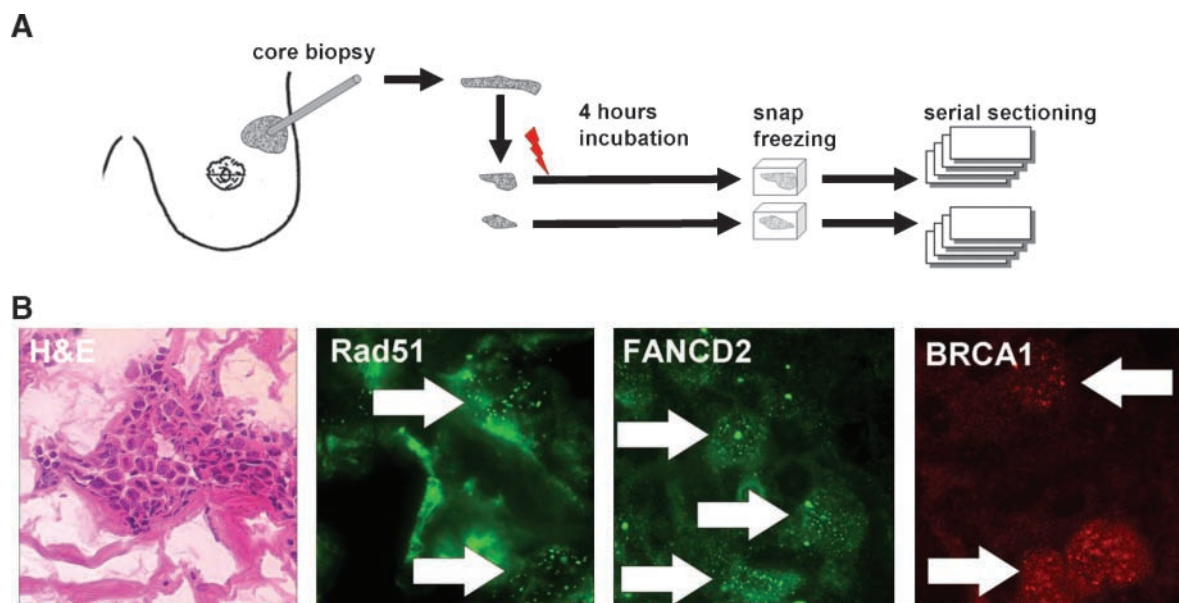 A
core biopsy
4 hours
incubation
snap
freezing
serial sectioning
B
H&E
Rad51
FANCD2
BRCA1